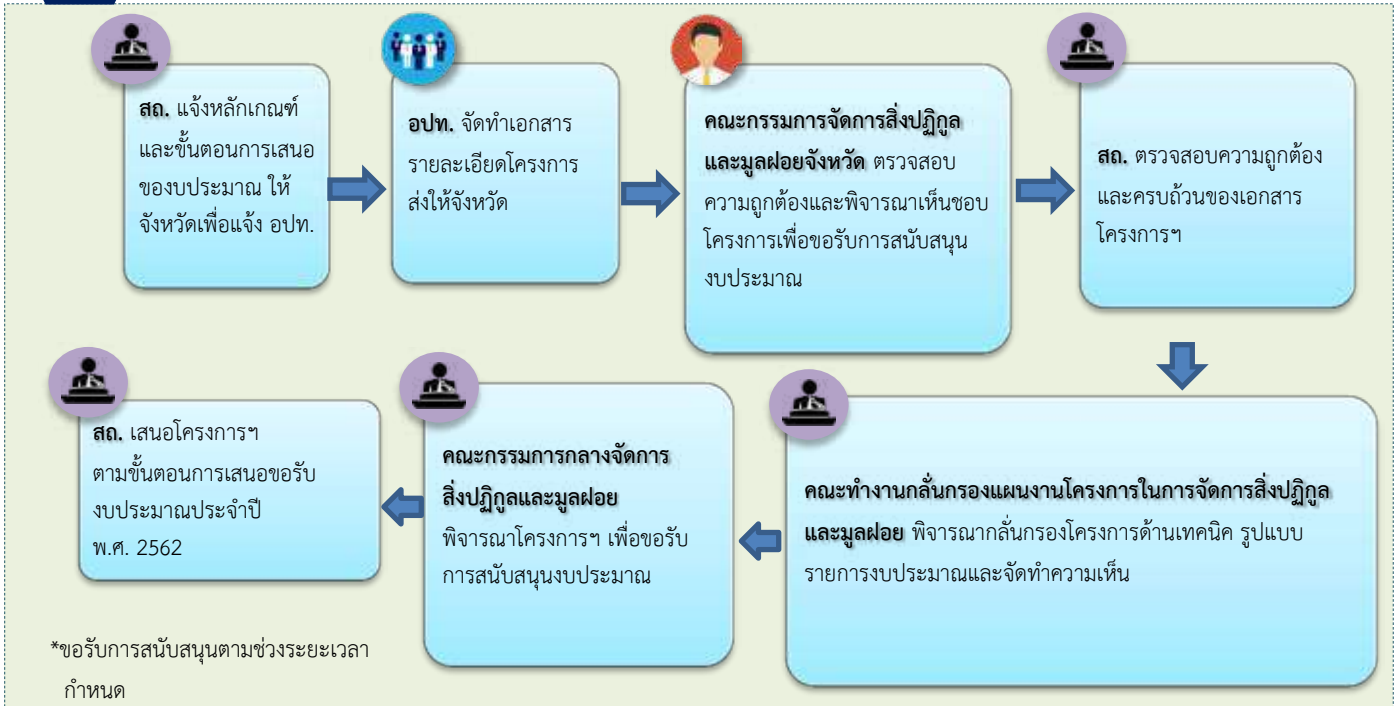 สถ. แจ้งหลักเกณฑ์
และขั้นตอนการเสนอ
ของบประมาณ ให้
จังหวัดเพื่อแจ้ง อปท.
อปท. จัดทำเอกสาร
รายละเอียดโครงการ
ส่งให้จังหวัด
คณะกรรมการจัดการสิ่งปฏิกูล
และมูลฝอยจังหวัด ตรวจสอบ
ความถูกต้องและพิจารณาเห็นชอบ
โครงการเพื่อขอรับการสนับสนุน
งบประมาณ
สถ. ตรวจสอบความถูกต้อง
และครบถ้วนของเอกสาร
โครงการฯ
คณะทำงานกลั่นกรองแผนงานโครงการในการจัดการสิ่งปฏิกูล
และมูลฝอย พิจารณากลั่นกรองโครงการด้านเทคนิค รูปแบบ
รายการงบประมาณและจัดทำความเห็น
คณะกรรมการกลางจัดการ
สิ่งปฏิกูลและมูลฝอย
พิจารณาโครงการฯ เพื่อขอรับ
การสนับสนุนงบประมาณ
สถ. เสนอโครงการฯ
ตามขั้นตอนการเสนอขอรับ
งบประมาณประจำปี
พ.ศ. 2562
*ขอรับการสนับสนุนตามช่วงระยะเวลา
กำหนด